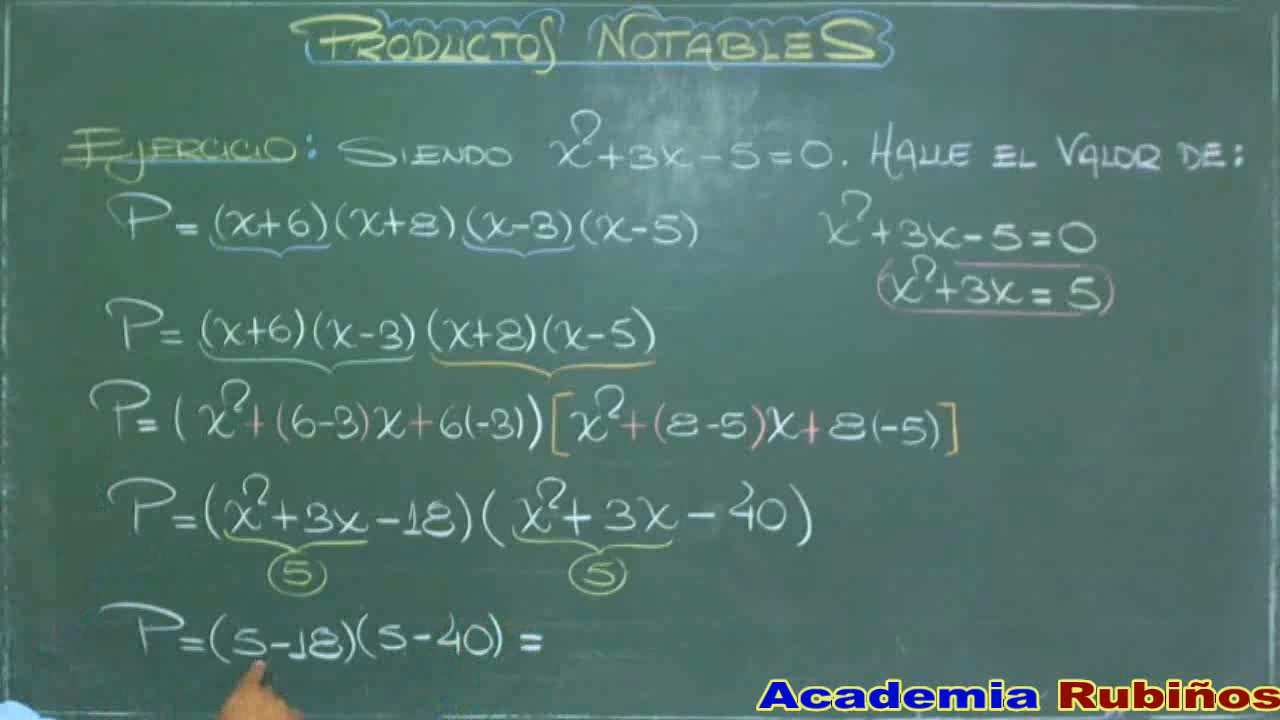 PRODUCTOS NOTABLES
EJERCICIO: SIENDO x²+3x-5=0. HALLE EL VALOR DE:
P=(x+6)(x+8)(x-3)(x-5)
x²+3x-5=0
x²+3x=5
P=(x+6)(x-3)(x+8)(x-5)
P=(x²+(6-3)x+6(-3))[x²+(8-5)x+8(-5)]
P=(x²+3x-18)(x²+3x-40)
5 5
P=(5-18)(5-40)=
Academia Rubiños